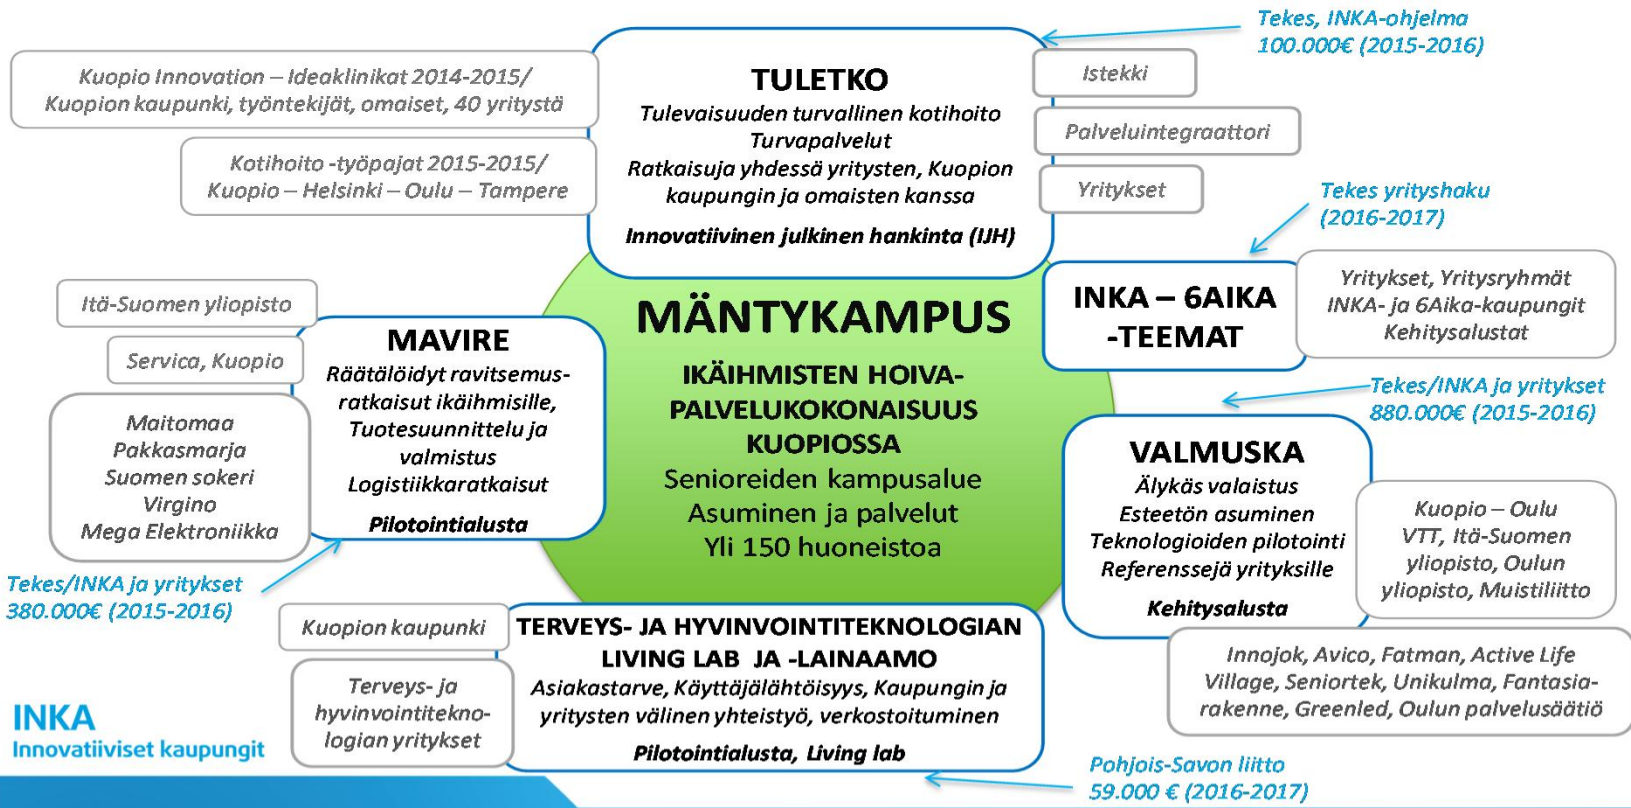 Tekes, INKA-ohjelma
100.000€ (2015-2016)
Kuopio Innovation – Ideaklinikat 2014-2015/
Kuopion kaupunki, työntekijät, omaiset, 40 yritystä
Kotihoito -työpajat 2015-2015/
Kuopio – Helsinki – Oulu – Tampere
TULETKO
Tulevaisuuden turvallinen kotihoito
Turvapalvelut
Ratkaisuja yhdessä yritysten, Kuopion
kaupungin ja omaisten kanssa
Innovatiivinen julkinen hankinta (IJH)
Istekki
Palveluintegraattori
Yritykset
Tekes yrityshaku
(2016-2017)
INKA – 6AIKA
-TEEMAT
Yritykset, Yritysryhmät
INKA- ja 6Aika-kaupungit
Kehitysalustat
MÄNTYKAMPUS
IKÄIHMISTEN HOIVA-
PALVELUKOKONAISUUS
KUOPIOSSA
Senioreiden kampusalue
Asuminen ja palvelut
Yli 150 huoneistoa
Itä-Suomen yliopisto
Servica, Kuopio
Maitomaa
Pakkasmarja
Suomen sokeri
Virgino
Mega Elektroniikka
MAVIRE
Räätälöidyt ravitsemus-
ratkaisut ikäihmisille,
Tuotesuunnittelu ja
valmistus
Logistiikkaratkaisut
Pilotointialusta
Tekes/INKA ja yritykset
380.000€ (2015-2016)
Tekes/INKA ja yritykset
880.000€ (2015-2016)
VALMUSKA
Älykäs valaistus
Esteetön asuminen
Teknologioiden pilotointi
Referenssejä yrityksille
Kehitysalusta
Kuopio – Oulu
VTT, Itä-Suomen
yliopisto, Oulun
yliopisto, Muistiliitto
Innojok, Avico, Fatman, Active Life
Village, Seniortek, Unikulma, Fantasia-
rakenne, Greenled, Oulun palvelusäätiö
Kuopion kaupunki
Terveys- ja
hyvinvointitekno-
logian yritykset
TERVEYS- JA HYVINVOINTITEKNOLOGIAN
LIVING LAB JA -LAINAAMO
Asiakastarve, Käyttäjälähtöisyys, Kaupungin ja
yritysten välinen yhteistyö, verkostoituminen
Pilotointialusta, Living lab
Pohjois-Savon liitto
59.000 € (2016-2017)
INKA
Innovatiiviset kaupungit